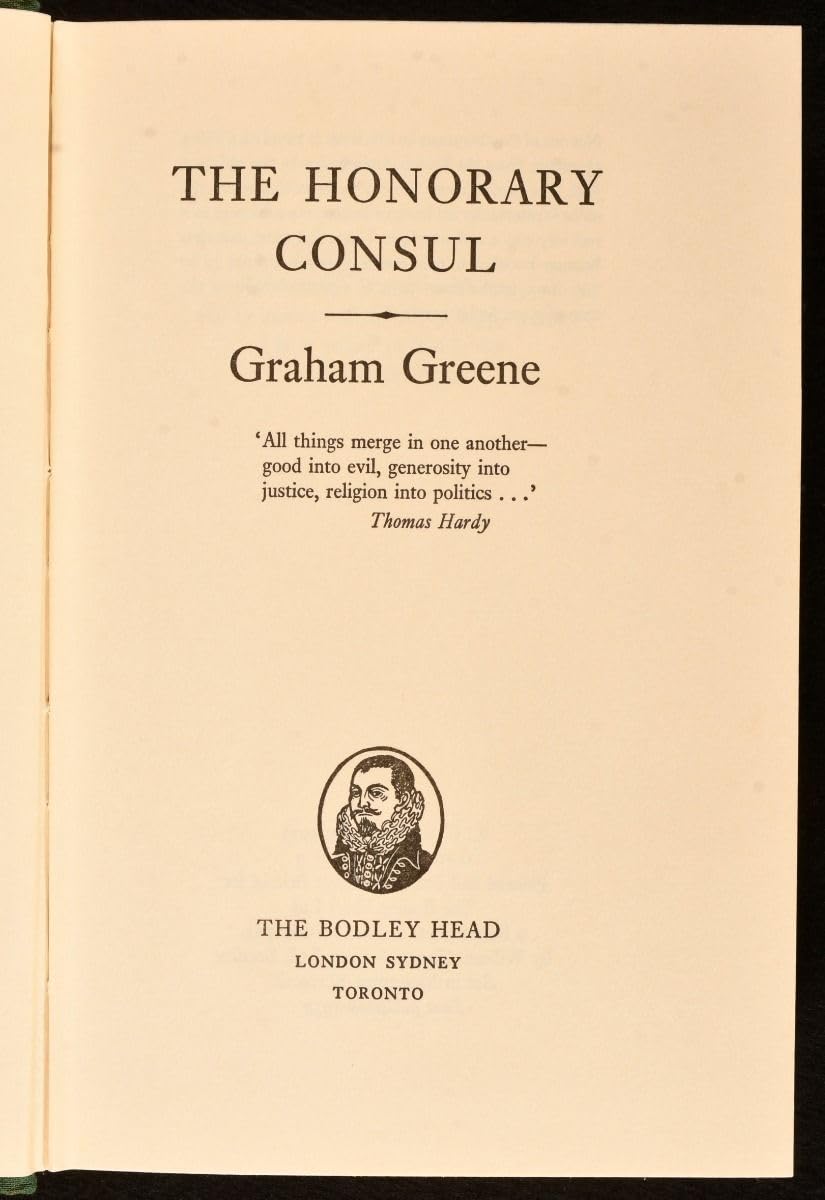 THE HONORARY
CONSUL
Graham Greene
‘All things merge in one another—
good into evil, generosity into
justice, religion into politics . . .’
Thomas Hardy
THE BODLEY HEAD
LONDON SYDNEY
TORONTO